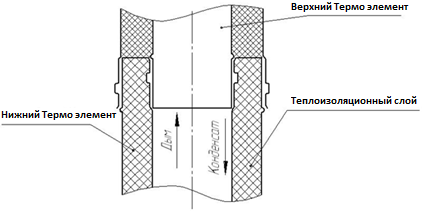 Верхний Термо элемент
Теплоизоляционный слой
Нижний Термо элемент
Дым
Конденсат